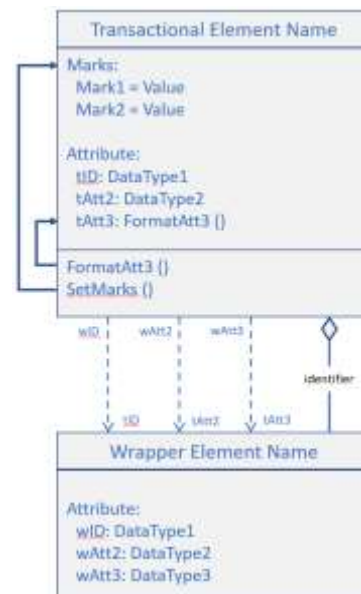 Transactional Element Name
Marks:
Mark1 = Value
Mark2 = Value
Attribute:
tID: DataType1
tAtt2: DataType2
tAtt3: FormatAtt3 ()
FormatAtt3 ()
SetMarks ()
wID wAtt2 wAtt3
identifier
tID tAtt2 tAtt3
Wrapper Element Name
Attribute:
wID: DataType1
wAtt2: DataType2
wAtt3: DataType3